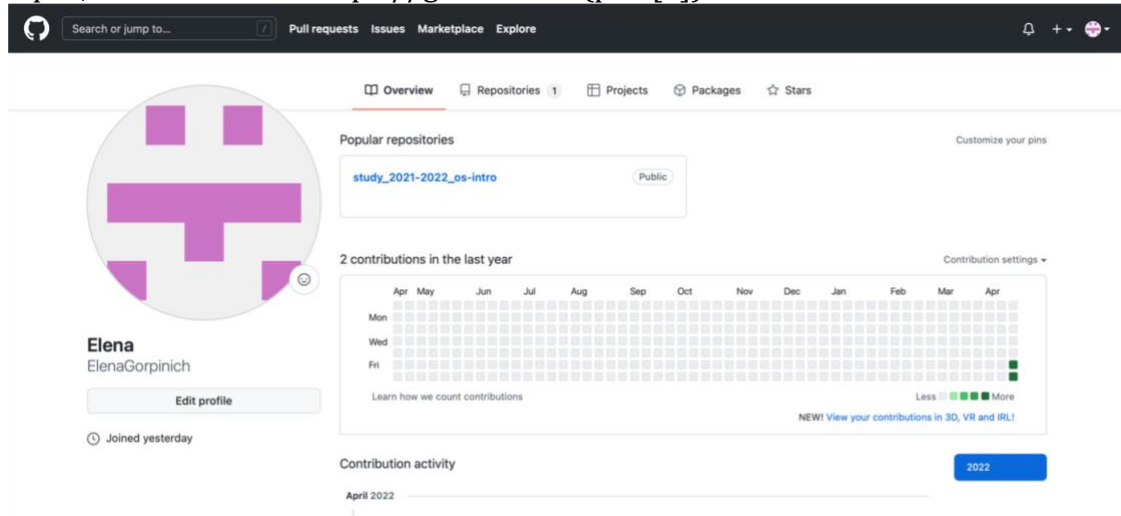 Search or jump to... / Pull requests Issues Marketplace Explore
Overview Repositories 1 Projects Packages Stars
Popular repositories Customize your pins
study_2021-2022_os-intro Public
2 contributions in the last year Contribution settings
Apr May Jun Jul Aug Sep Oct Nov Dec Jan Feb Mar Apr
Mon
Wed
Fri
Learn how we count contributions Less More
NEW! View your contributions in 3D, VR and IRL!
Elena
ElenaGorpinich
Edit profile
Joined yesterday
Contribution activity 2022
April 2022